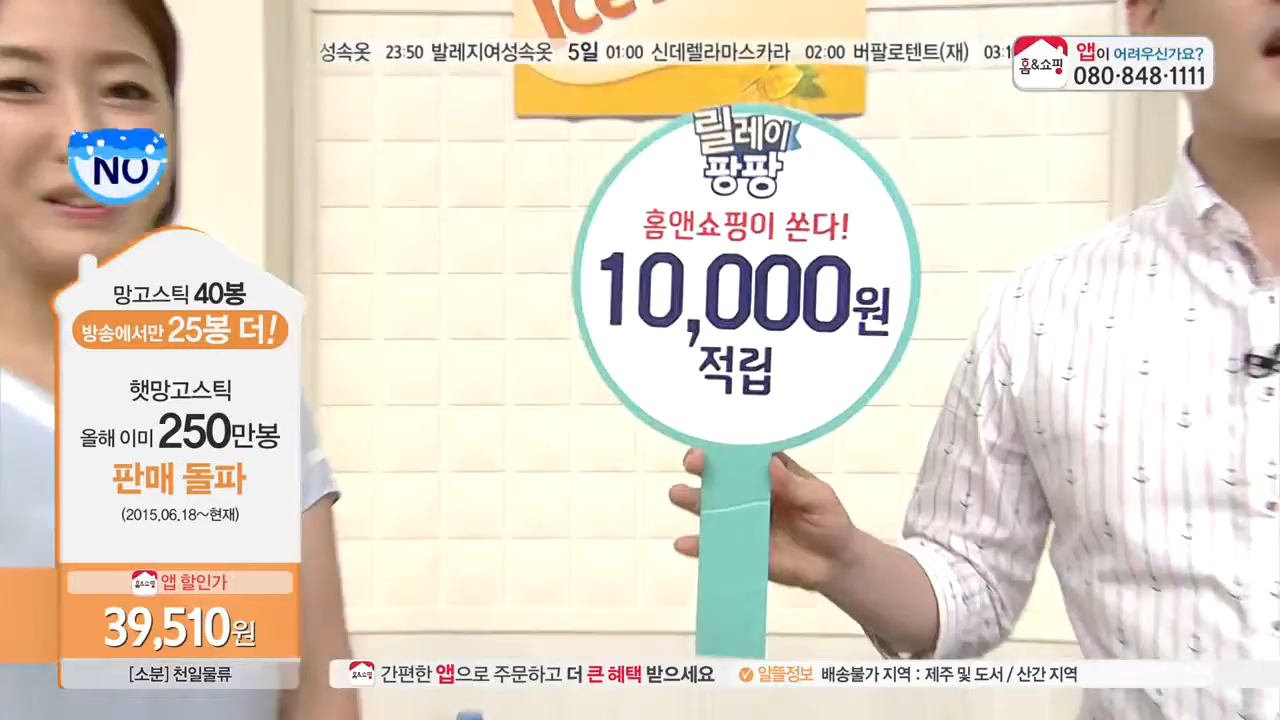 Ice
성속옷 23:50 발레지여성속옷 5일 01:00 신데렐라마스카라 02:00 버팔로텐트(재) 03:1
홈&쇼핑
앱이 어려우신가요?
080·848·1111
NO
릴레이
팡팡
홈앤쇼핑이 쏜다!
10,000원
적립
망고스틱 40봉
방송에서만 25봉 더!
햇망고스틱
올해 이미 250만봉
판매 돌파
(2015.06.18~현재)
홈&쇼핑 앱 할인가
39,510원
[소분] 천일물류
홈&쇼핑 간편한 앱으로 주문하고 더 큰 혜택 받으세요 알뜰정보 배송불가 지역 : 제주 및 도서 / 산간 지역